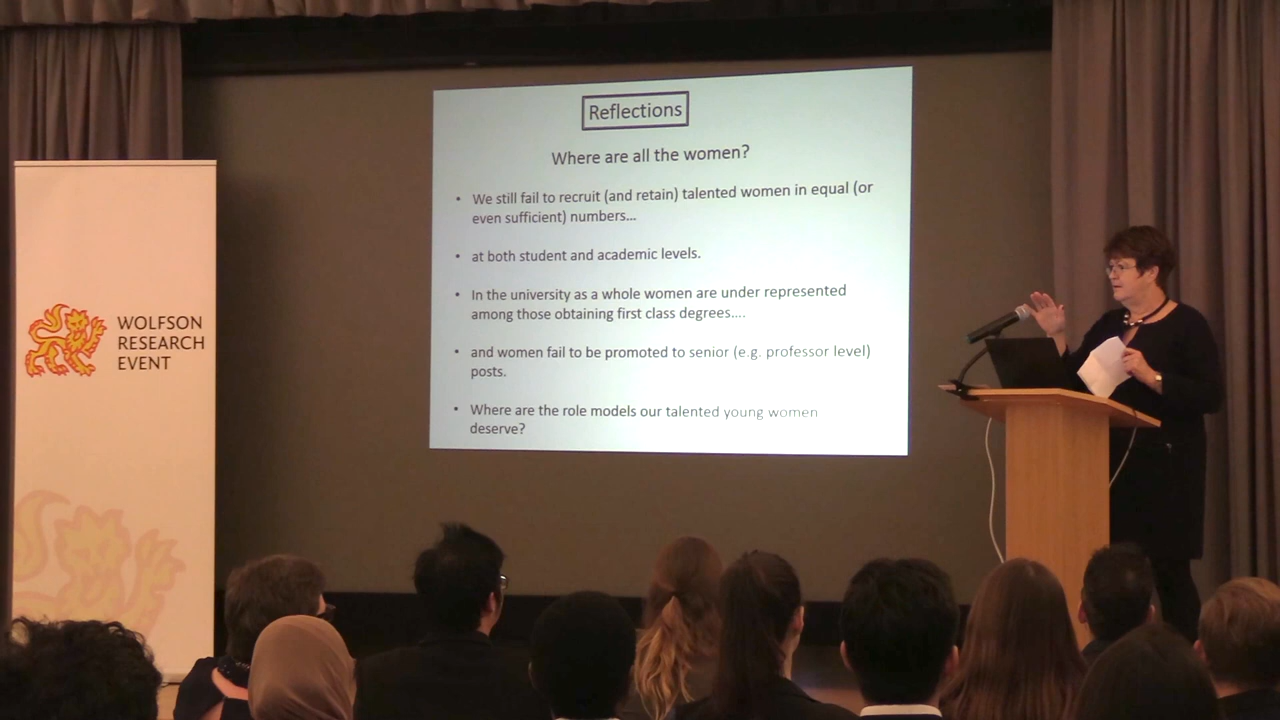 WOLFSON
RESEARCH
EVENT
Reflections
Where are all the women?
• We still fail to recruit (and retain) talented women in equal (or
even sufficient) numbers...
• at both student and academic levels.
• In the university as a whole women are under represented
among those obtaining first class degrees....
• and women fail to be promoted to senior (e.g. professor level)
posts.
• Where are the role models our talented young women
deserve?